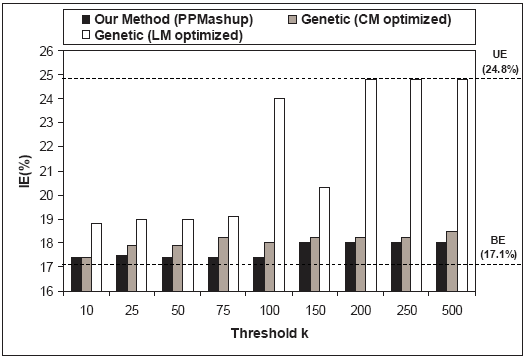 Our Method (PPMashup) Genetic (CM optimized)
Genetic (LM optimized)
UE
(24.8%)
26
25
24
23
22
21
20
19
18
17
16
IE(%)
BE
(17.1%)
10 25 50 75 100 150 200 250 500
Threshold k